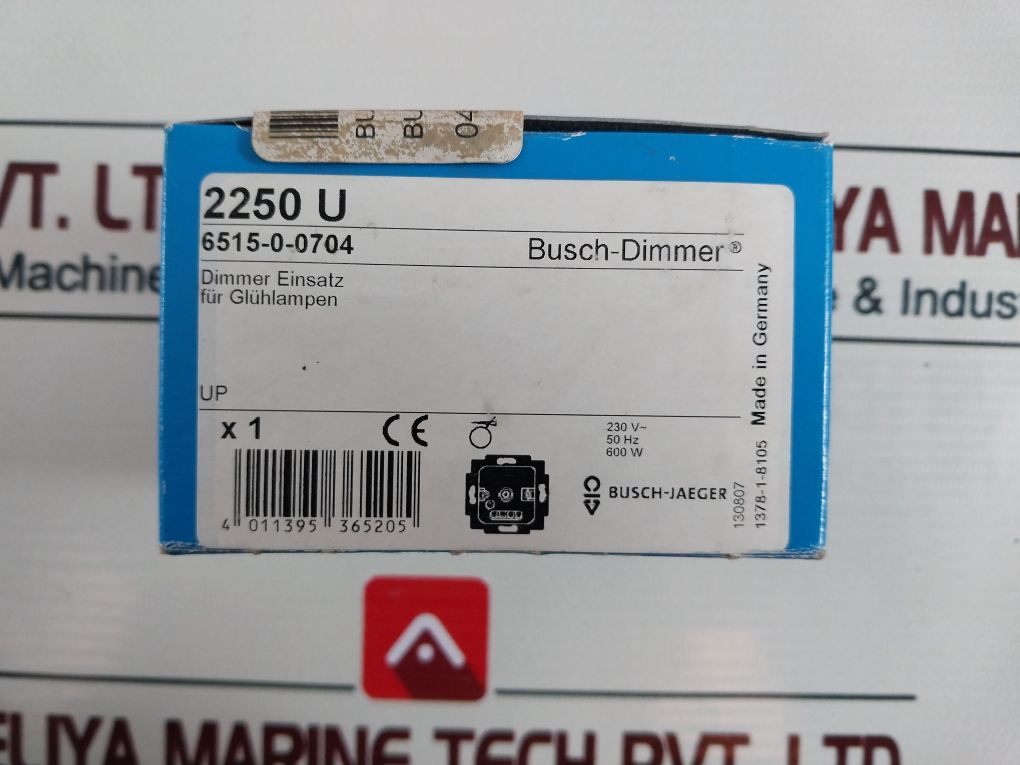 BU
BU
04
2250 U
6515-0-0704
Busch-Dimmer®
Dimmer Einsatz
für Glühlampen
UP
x 1
CE
230 V~
50 Hz
600 W
BUSCH-JAEGER
4 011395 365205
130807
1378-1-8105 Made in Germany
VT. LT
YA MA
Machine
& Indus
ELIYA MARINE TECH PVT. LTD